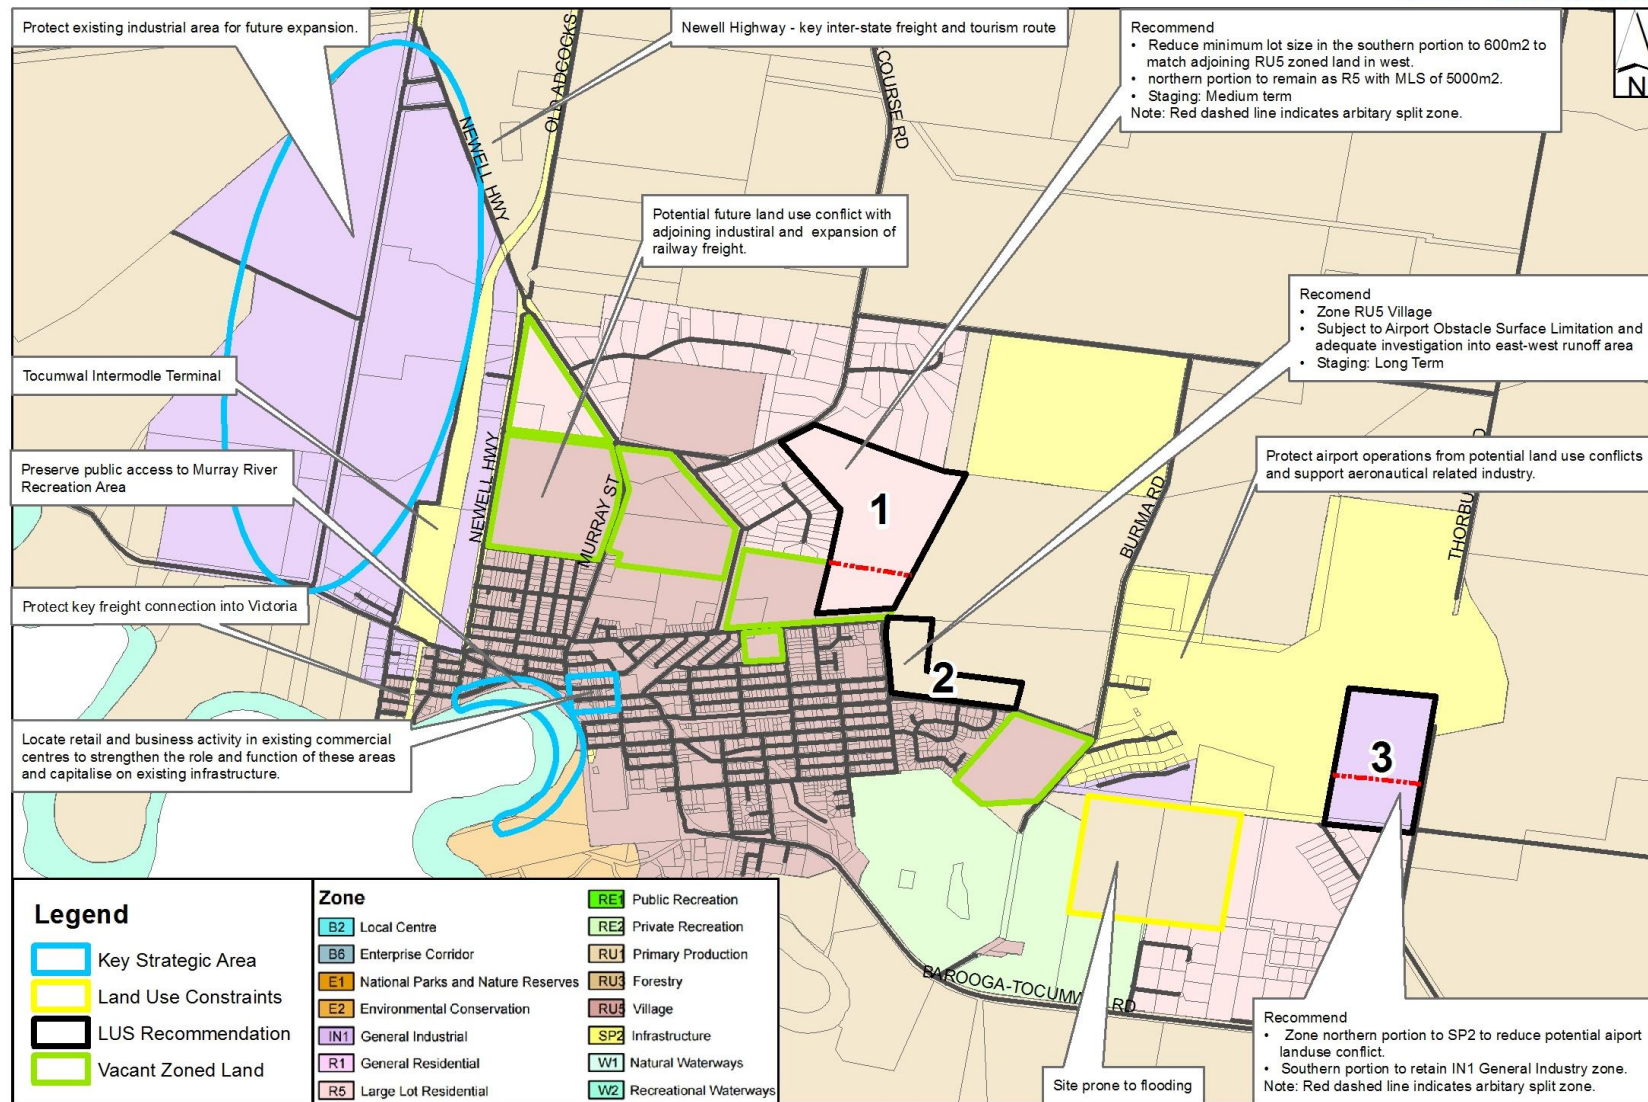 Protect existing industrial area for future expansion.
Newell Highway - key inter-state freight and tourism route
Recommend
• Reduce minimum lot size in the southern portion to 600m2 to
match adjoining RU5 zoned land in west.
• northern portion to remain as R5 with MLS of 5000m2.
• Staging: Medium term
Note: Red dashed line indicates arbitary split zone.
N
OLD ADCOCKS
COURSE RD
NEWELL HWY
Potential future land use conflict with
adjoining industiral and expansion of
railway freight.
Recomend
• Zone RU5 Village
• Subject to Airport Obstacle Surface Limitation and
adequate investigation into east-west runoff area
• Staging: Long Term
Tocumwal Intermodle Terminal
Preserve public access to Murray River
Recreation Area
NEWELL HWY
MURRAY ST
1
BURMA RD
Protect airport operations from potential land use conflicts
and support aeronautical related industry.
THORBU
D
Protect key freight connection into Victoria
2
3
Locate retail and business activity in existing commercial
centres to strengthen the role and function of these areas
and capitalise on existing infrastructure.
BAROOGA-TOCUMW
RD
Site prone to flooding
Recommend
• Zone northern portion to SP2 to reduce potential aiport
landuse conflict.
• Southern portion to retain IN1 General Industry zone.
Note: Red dashed line indicates arbitary split zone.
Legend
Key Strategic Area
Land Use Constraints
LUS Recommendation
Vacant Zoned Land
Zone
B2 Local Centre
B6 Enterprise Corridor
E1 National Parks and Nature Reserves
E2 Environmental Conservation
IN1 General Industrial
R1 General Residential
R5 Large Lot Residential
RE1 Public Recreation
RE2 Private Recreation
RU1 Primary Production
RU3 Forestry
RU5 Village
SP2 Infrastructure
W1 Natural Waterways
W2 Recreational Waterways